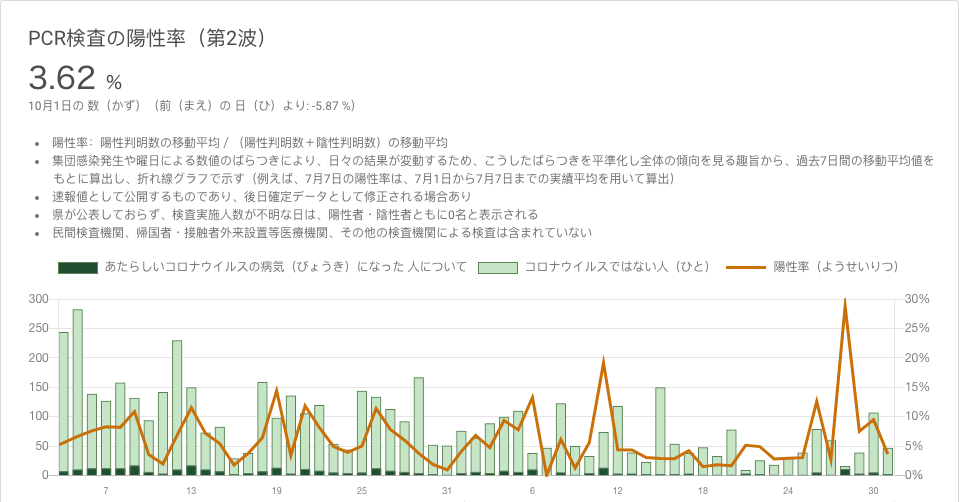 PCR検査の陽性率（第2波）
3.62 %
10月1日の 数（かず）（前（まえ）の 日（ひ）より: -5.87 %）
• 陽性率：陽性判明数の移動平均 / （陽性判明数＋陰性判明数）の移動平均
• 集団感染発生や曜日による数値のばらつきにより、日々の結果が変動するため、こうしたばらつきを平準化し全体の傾向を見る趣旨から、過去7日間の移動平均値を
もとに算出し、折れ線グラフで示す（例えば、7月7日の陽性率は、7月1日から7月7日までの実績平均を用いて算出）
• 速報値として公開するものであり、後日確定データとして修正される場合あり
• 県が公表しておらず、検査実施人数が不明な日は、陽性者・陰性者ともに0名と表示される
• 民間検査機関、帰国者・接触者外来設置等医療機関、その他の検査機関による検査は含まれていない
あたらしいコロナウイルスの病気（びょうき）になった 人について コロナウイルスではない人（ひと） 陽性率（ようせいりつ）
300 30%
250 25%
200 20%
150 15%
100 10%
50 5%
0 0%
7 13 19 25 31 6 12 18 24 30